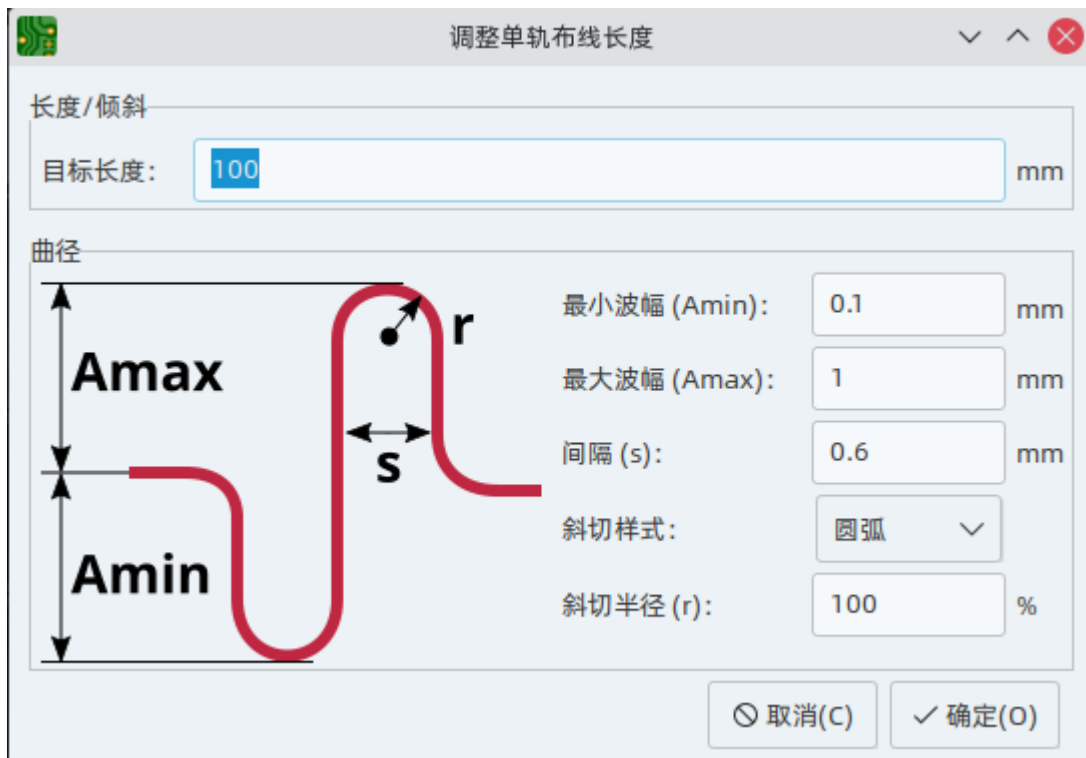 调整单轨布线长度
长度/倾斜
目标长度： 100 mm
曲径
Amax
Amin
r
s
最小波幅 (Amin)： 0.1 mm
最大波幅 (Amax)： 1 mm
间隔 (s)： 0.6 mm
斜切样式： 圆弧
斜切半径 (r)： 100 %
取消(C) 确定(O)